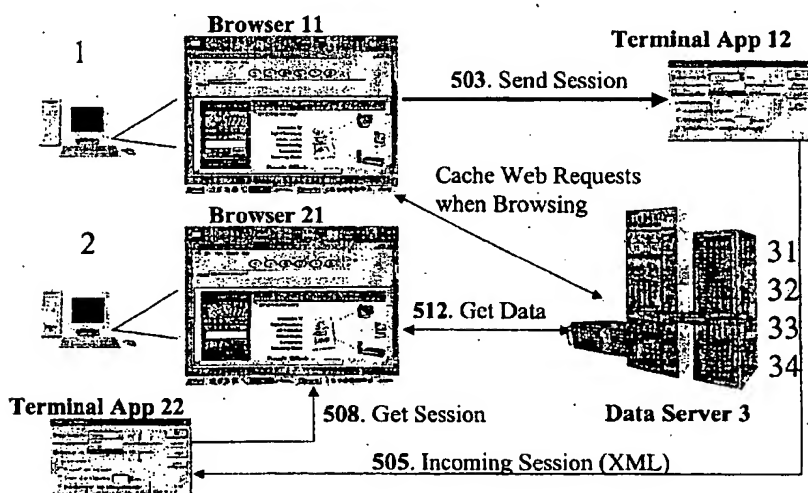 Browser 11
1
Terminal App 12
503. Send Session
Cache Web Requests
when Browsing
Browser 21
2
31
32
512. Get Data
33
34
Terminal App 22
508. Get Session
Data Server 3
505. Incoming Session (XML)